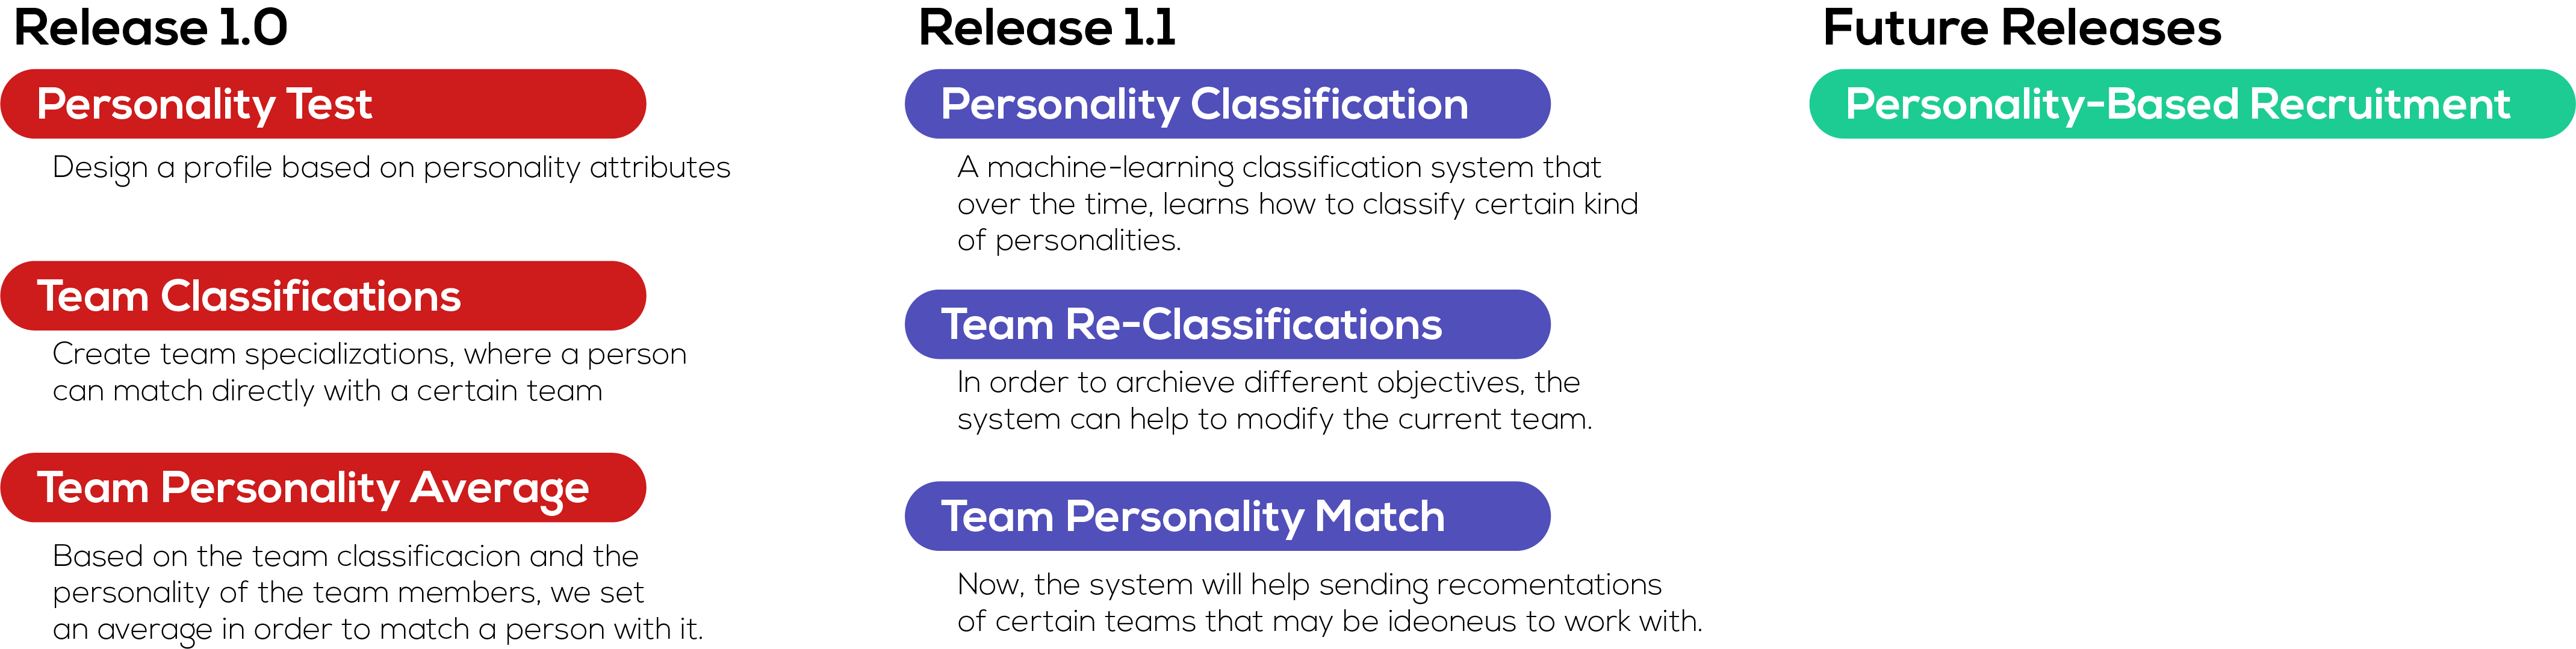 Release 1.0
Personality Test
Design a profile based on personality attributes
Team Classifications
Create team specializations, where a person
can match directly with a certain team
Team Personality Average
Based on the team classificacion and the
personality of the team members, we set
an average in order to match a person with it.
Release 1.1
Personality Classification
A machine-learning classification system that
over the time, learns how to classify certain kind
of personalities.
Team Re-Classifications
In order to archieve different objectives, the
system can help to modify the current team.
Team Personality Match
Now, the system will help sending recomentations
of certain teams that may be ideoneus to work with.
Future Releases
Personality-Based Recruitment